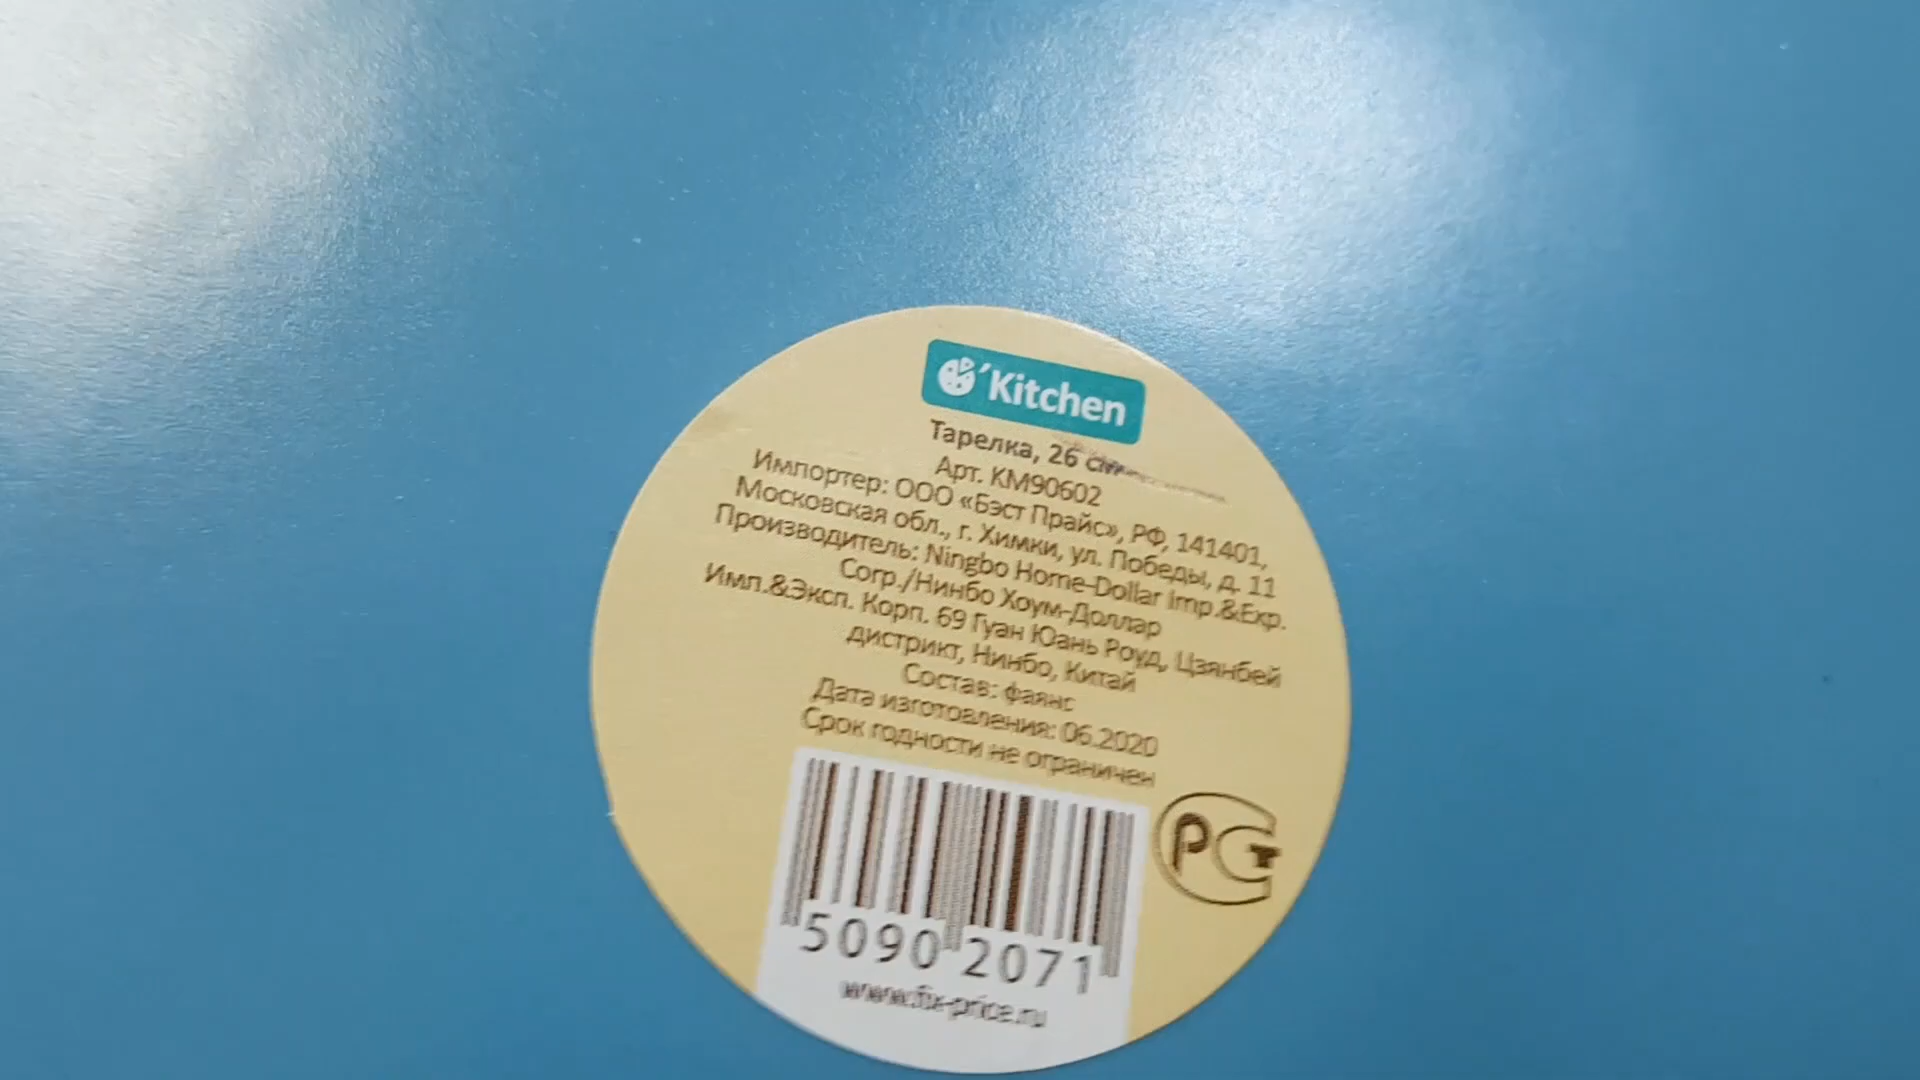 'Kitchen
Тарелка, 26 cm
Арт. KM90602
Импортер: ООО «Бэст Прайс», РФ, 141401,
Московская обл., г. Химки, ул. Победы, д. 11
Производитель: Ningbo Home-Dollar Imp.&Exp.
Corp./Нинбо Хоум-Доллар
Имп.&Эксп. Корп. 69 Гуан Юань Роуд, Цзянбей
дистрикт, Нинбо, Китай
Состав: фаянс
Дата изготовления: 06.2020
Срок годности не ограничен
РСТ
5090 2071
www.fix-price.ru